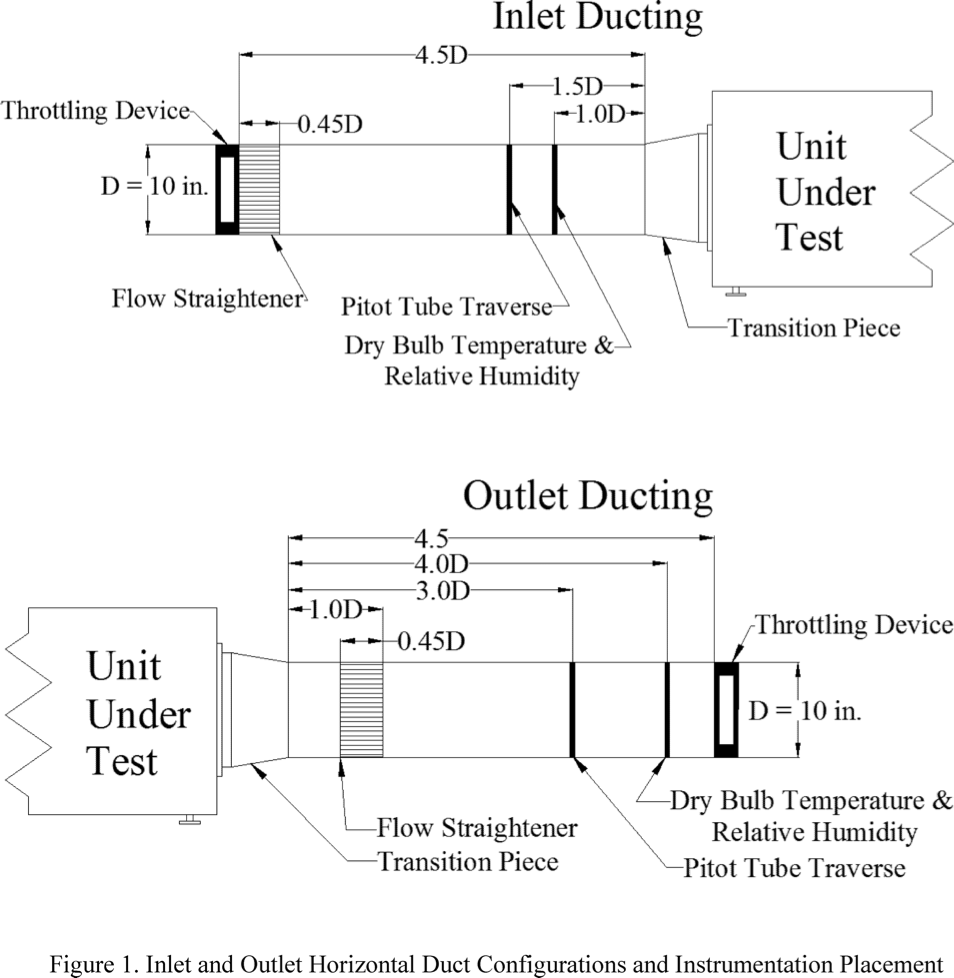 Inlet Ducting
4.5D
1.5D
Throttling Device
0.45D
1.0D
D = 10 in.
Unit
Under
Test
Flow Straightener
Pitot Tube Traverse
Transition Piece
Dry Bulb Temperature &
Relative Humidity
Outlet Ducting
4.5
4.0D
3.0D
1.0D
0.45D
Throttling Device
Unit
Under
Test
D = 10 in.
Dry Bulb Temperature &
Relative Humidity
Flow Straightener
Transition Piece
Pitot Tube Traverse
Figure 1. Inlet and Outlet Horizontal Duct Configurations and Instrumentation Placement